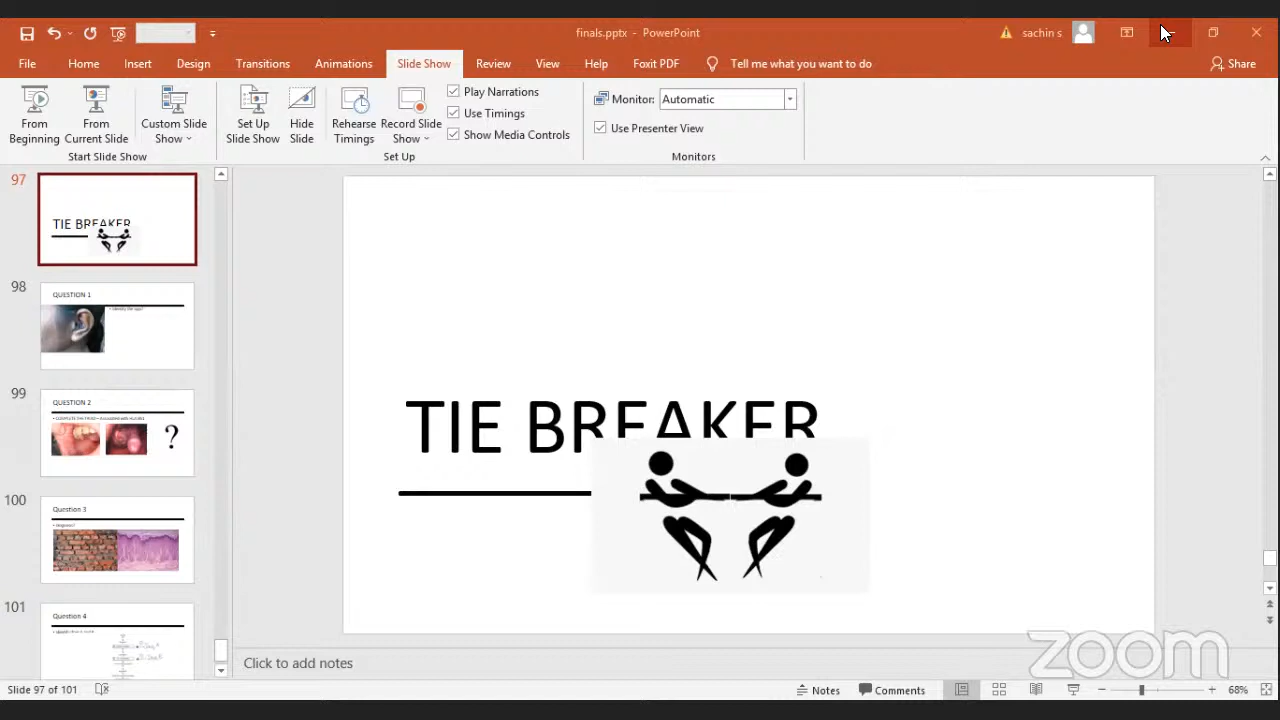 finals.pptx - PowerPoint
sachin s
File Home Insert Design Transitions Animations Slide Show Review View Help Foxit PDF Tell me what you want to do Share
From Beginning
From Current Slide
Custom Slide Show
Start Slide Show
Set Up Slide Show
Hide Slide
Rehearse Timings
Record Slide Show
Play Narrations
Use Timings
Show Media Controls
Set Up
Monitor: Automatic
Use Presenter View
Monitors
97
TIE BREAKER
98
QUESTION 1
99
QUESTION 2
?
100
Question 3
101
Question 4
TIE BREAKER
Click to add notes
zoom
Slide 97 of 101
Notes
Comments
68%